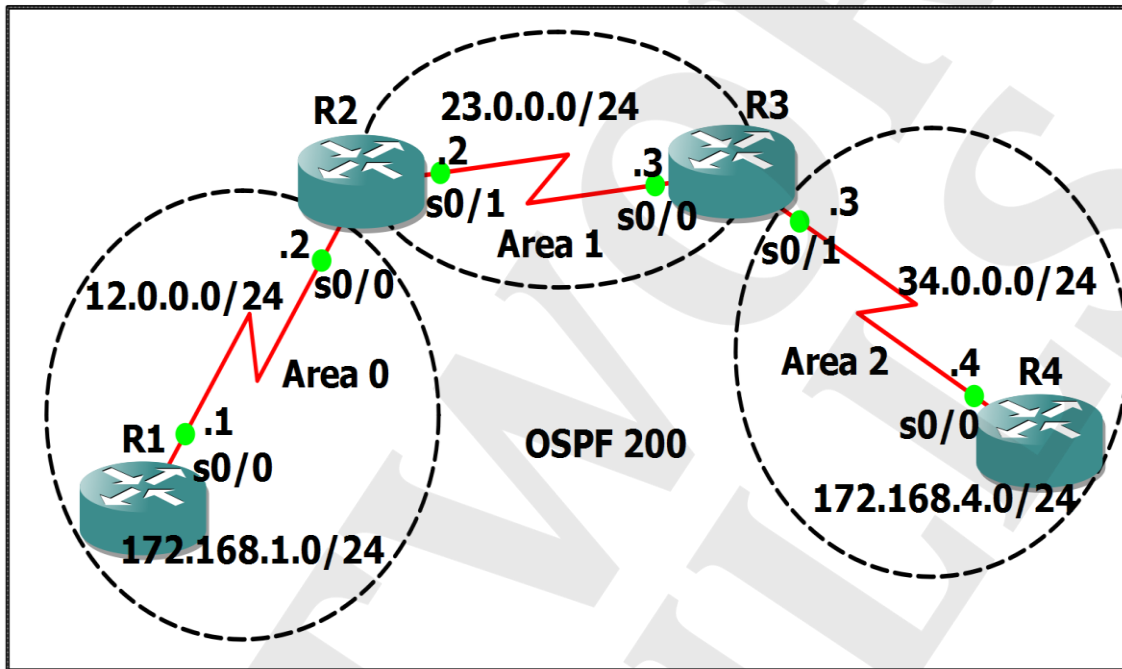 R2
23.0.0.0/24
R3
.2
s0/1
.3
s0/0
Area 1
.3
s0/1
.2
s0/0
12.0.0.0/24
34.0.0.0/24
Area 0
Area 2
.4
R4
s0/0
R1
.1
s0/0
OSPF 200
172.168.4.0/24
172.168.1.0/24